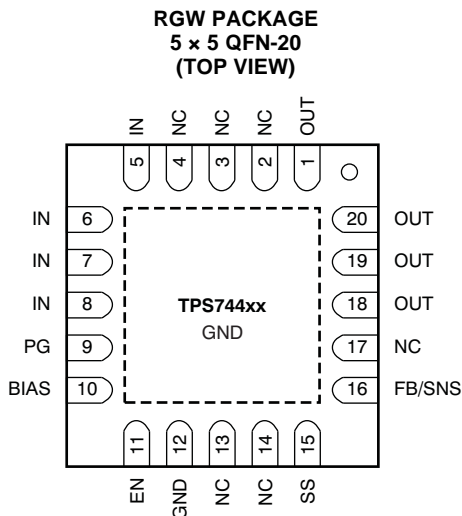 RGW PACKAGE
5 × 5 QFN-20
(TOP VIEW)
IN NC NC NC OUT
5 4 3 2 1
IN 6 20 OUT
IN 7 19 OUT
IN 8 18 OUT
PG 9 17 NC
BIAS 10 16 FB/SNS
TPS744xx
GND
11 12 13 14 15
EN GND NC NC SS